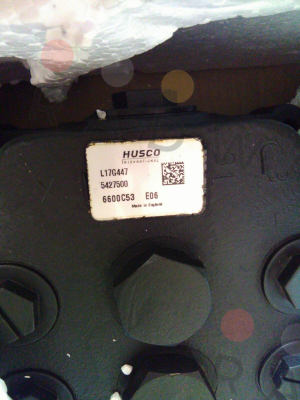 HUSCO
INTERNATIONAL
L17G447
5427500
6600C53 E06
Made in England